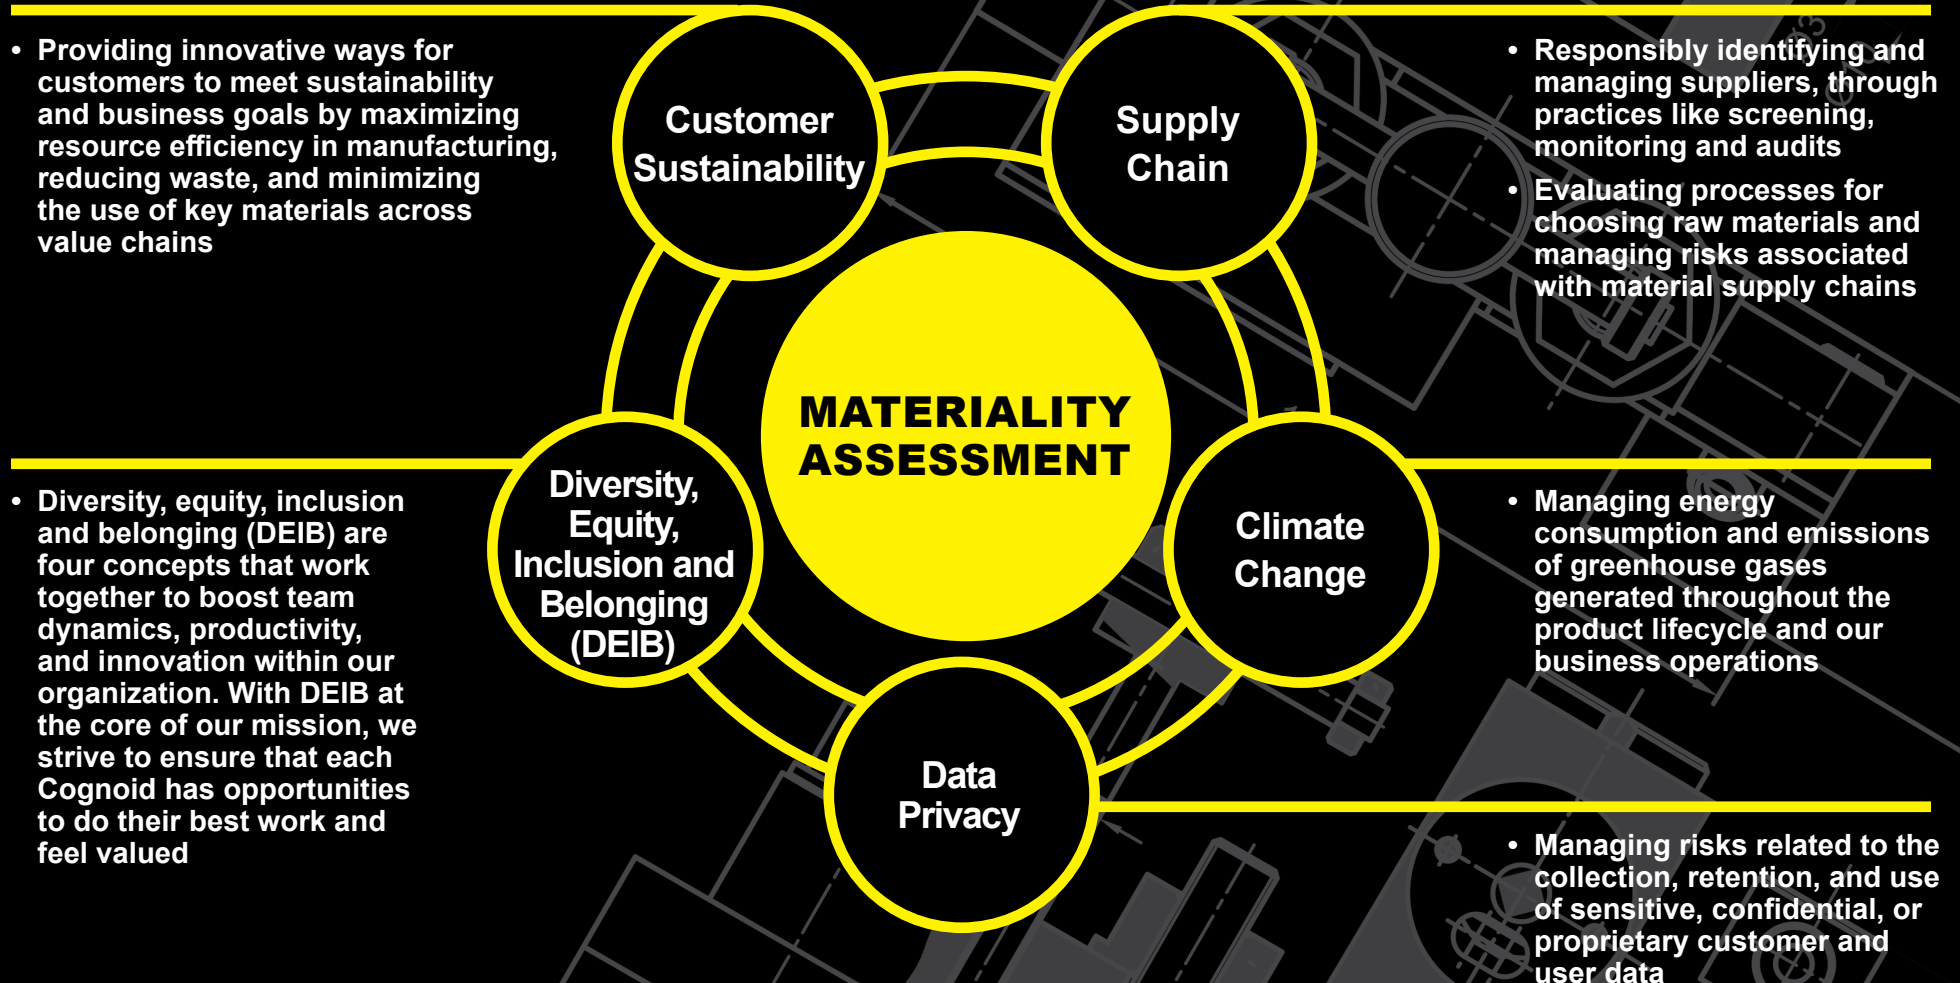 • Providing innovative ways for
customers to meet sustainability
and business goals by maximizing
resource efficiency in manufacturing,
reducing waste, and minimizing
the use of key materials across
value chains
Customer
Sustainability
Supply
Chain
• Responsibly identifying and
managing suppliers, through
practices like screening,
monitoring and audits
• Evaluating processes for
choosing raw materials and
managing risks associated
with material supply chains
MATERIALITY
ASSESSMENT
• Diversity, equity, inclusion
and belonging (DEIB) are
four concepts that work
together to boost team
dynamics, productivity,
and innovation within our
organization. With DEIB at
the core of our mission, we
strive to ensure that each
Cognoid has opportunities
to do their best work and
feel valued
Diversity,
Equity,
Inclusion and
Belonging
(DEIB)
Climate
Change
• Managing energy
consumption and emissions
of greenhouse gases
generated throughout the
product lifecycle and our
business operations
Data
Privacy
• Managing risks related to the
collection, retention, and use
of sensitive, confidential, or
proprietary customer and
user data